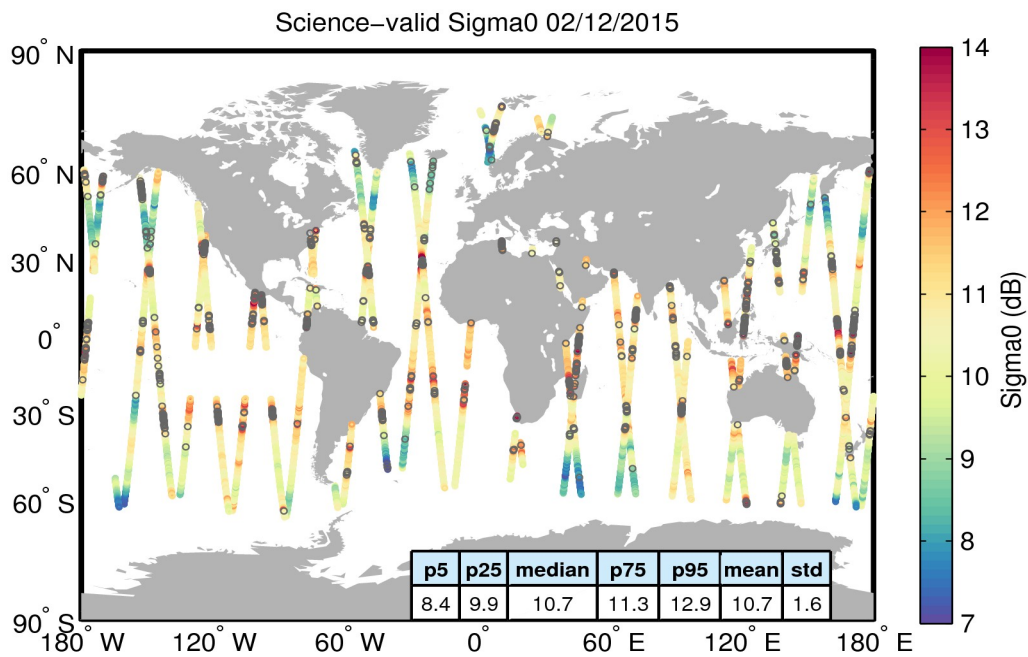 Science−valid Sigma0 02/12/2015
90° N
60° N
30° N
0°
30° S
60° S
90° S
180° W
120° W
60° W
0°
60° E
120° E
180° E
p5 p25 median p75 p95 mean std
8.4 9.9 10.7 11.3 12.9 10.7 1.6
14
13
12
11
10
9
8
7
Sigma0 (dB)